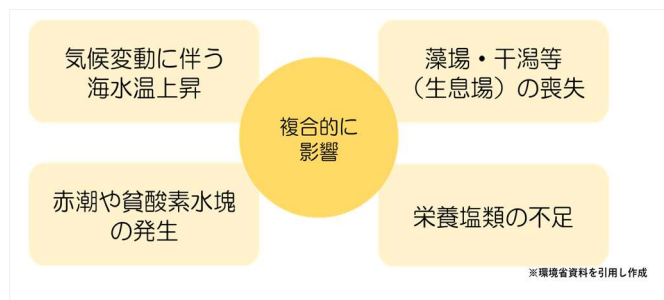 気候変動に伴う
海水温上昇
藻場・干潟等
（生息場）の喪失
複合的に
影響
赤潮や貧酸素水塊
の発生
栄養塩類の不足
※環境省資料を引用し作成